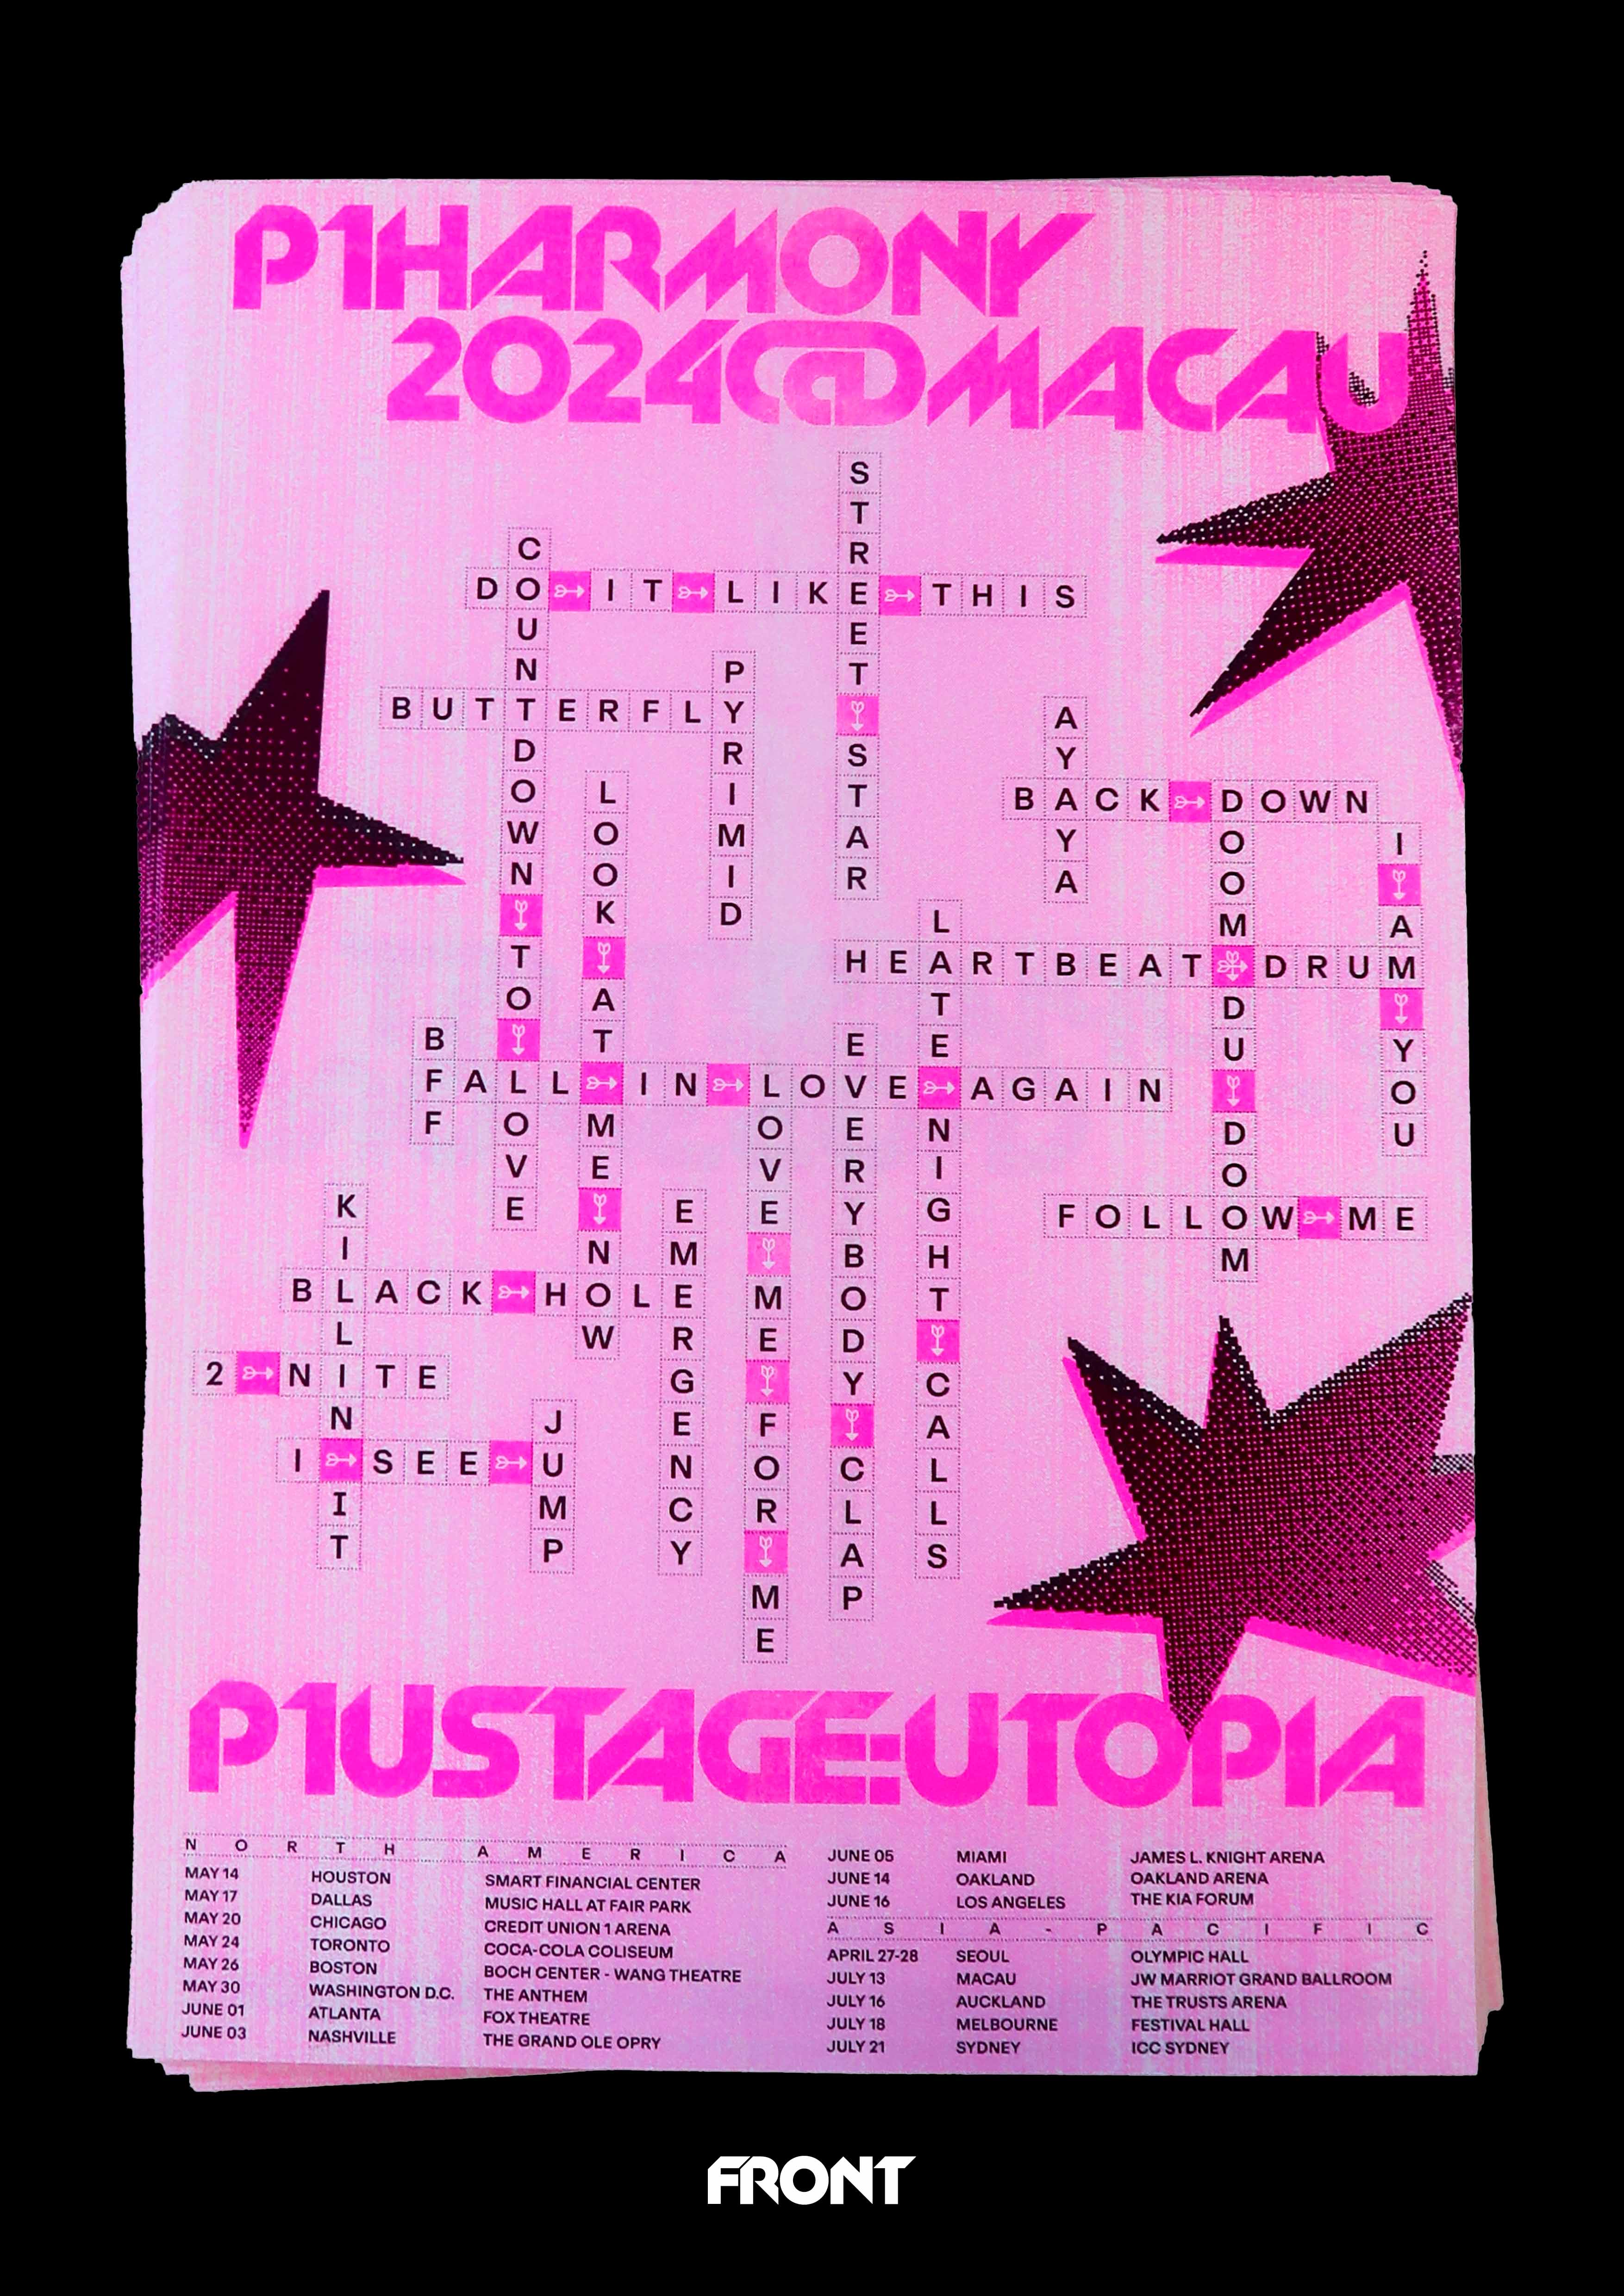 P1HARMONY
2024@MACAU
STREET STAR
COUNTDOWN TO LOVE
DO IT LIKE THIS
PYRIMID
BUTTERFLY
AYAYA
LOOK AT ME NOW
BACK DOWN
DOOM DU DOOM
I AM YOU
LATE NIGHT CALLS
HEARTBEAT DRUM
BFF
EVERYBODY CLAP
FALL IN LOVE AGAIN
LOVE ME FOR ME
KILLIN IT
EMERGENCY
FOLLOW ME
BLACK HOLE
2 NITE
JUMP
I SEE U
P1USTAGE:UTOPIA
NORTH AMERICA
MAY 14 HOUSTON SMART FINANCIAL CENTER
MAY 17 DALLAS MUSIC HALL AT FAIR PARK
MAY 20 CHICAGO CREDIT UNION 1 ARENA
MAY 24 TORONTO COCA-COLA COLISEUM
MAY 26 BOSTON BOCH CENTER - WANG THEATRE
MAY 30 WASHINGTON D.C. THE ANTHEM
JUNE 01 ATLANTA FOX THEATRE
JUNE 03 NASHVILLE THE GRAND OLE OPRY
JUNE 05 MIAMI JAMES L. KNIGHT ARENA
JUNE 14 OAKLAND OAKLAND ARENA
JUNE 16 LOS ANGELES THE KIA FORUM
ASIA-PACIFIC
APRIL 27-28 SEOUL OLYMPIC HALL
JULY 13 MACAU JW MARRIOT GRAND BALLROOM
JULY 16 AUCKLAND THE TRUSTS ARENA
JULY 18 MELBOURNE FESTIVAL HALL
JULY 21 SYDNEY ICC SYDNEY
FRONT